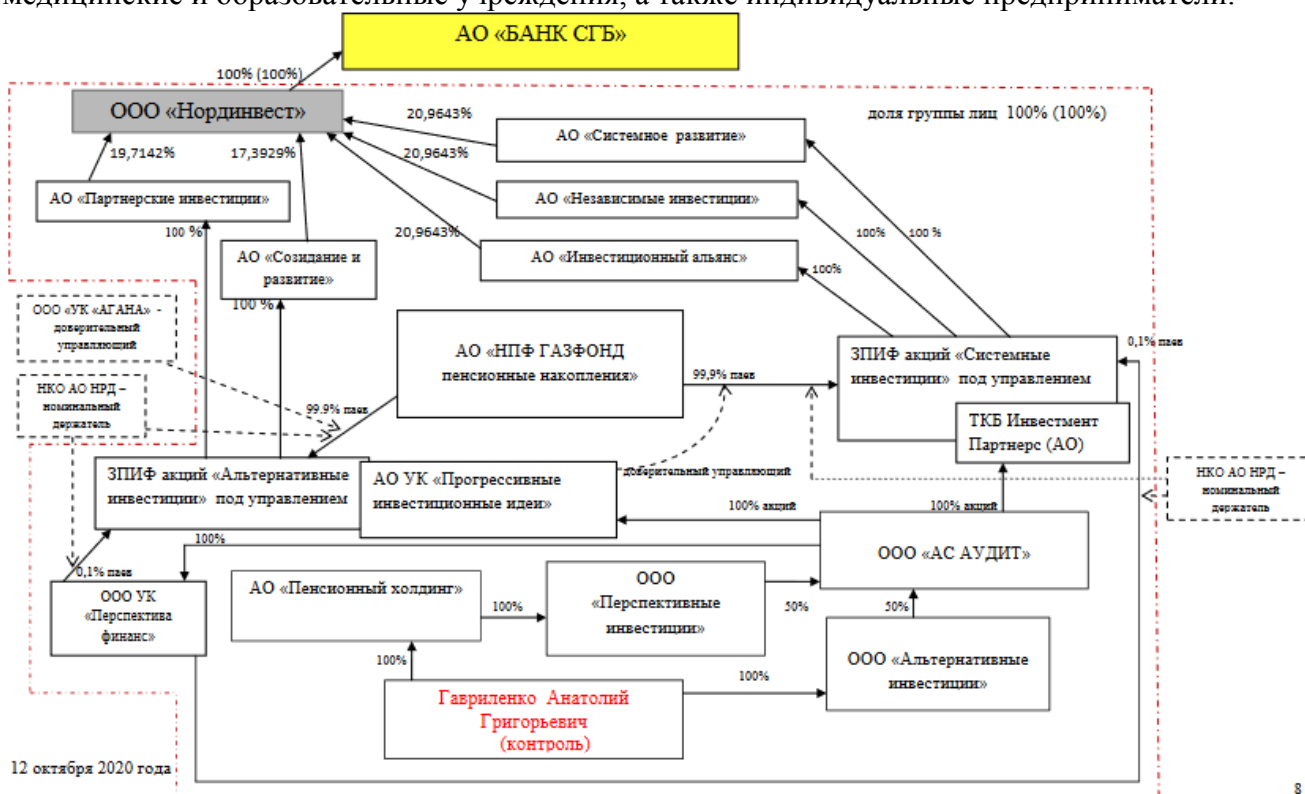 медицинские и образовательные учреждения, а также индивидуальные предприниматели.
АО «БАНК СГБ»
100% (100%)
ООО «Нординвест»
доля группы лиц 100% (100%)
20,9643%
АО «Системное развитие»
19,7142%
17,3929%
20,9643%
АО «Партнерские инвестиции»
АО «Независимые инвестиции»
100 %
20,9643%
100%
100 %
АО «Созидание и
развитие»
АО «Инвестиционный альянс»
100%
100 %
ООО «УК «АГАНА» -
доверительный
управляющий
АО «НПФ ГАЗФОНД
пенсионные накопления»
ЗПИФ акций «Системные
инвестиции» под управлением
0,1% паев
99,9% паев
НКО АО НРД –
номинальный
держатель
99.9% паев
ТКБ Инвестмент
Партнерс (АО)
ЗПИФ акций «Альтернативные
инвестиции» под управлением
АО УК «Прогрессивные
инвестиционные идеи»
доверительный управляющий
НКО АО НРД –
номинальный
держатель
100% акций
100% акций
100%
ООО «АС АУДИТ»
0,1% паев
ООО УК
«Перспектива
финанс»
АО «Пенсионный холдинг»
100%
ООО
«Перспективные
инвестиции»
50%
50%
100%
100%
ООО «Альтернативные
инвестиции»
Гавриленко Анатолий
Григорьевич
(контроль)
12 октября 2020 года
8